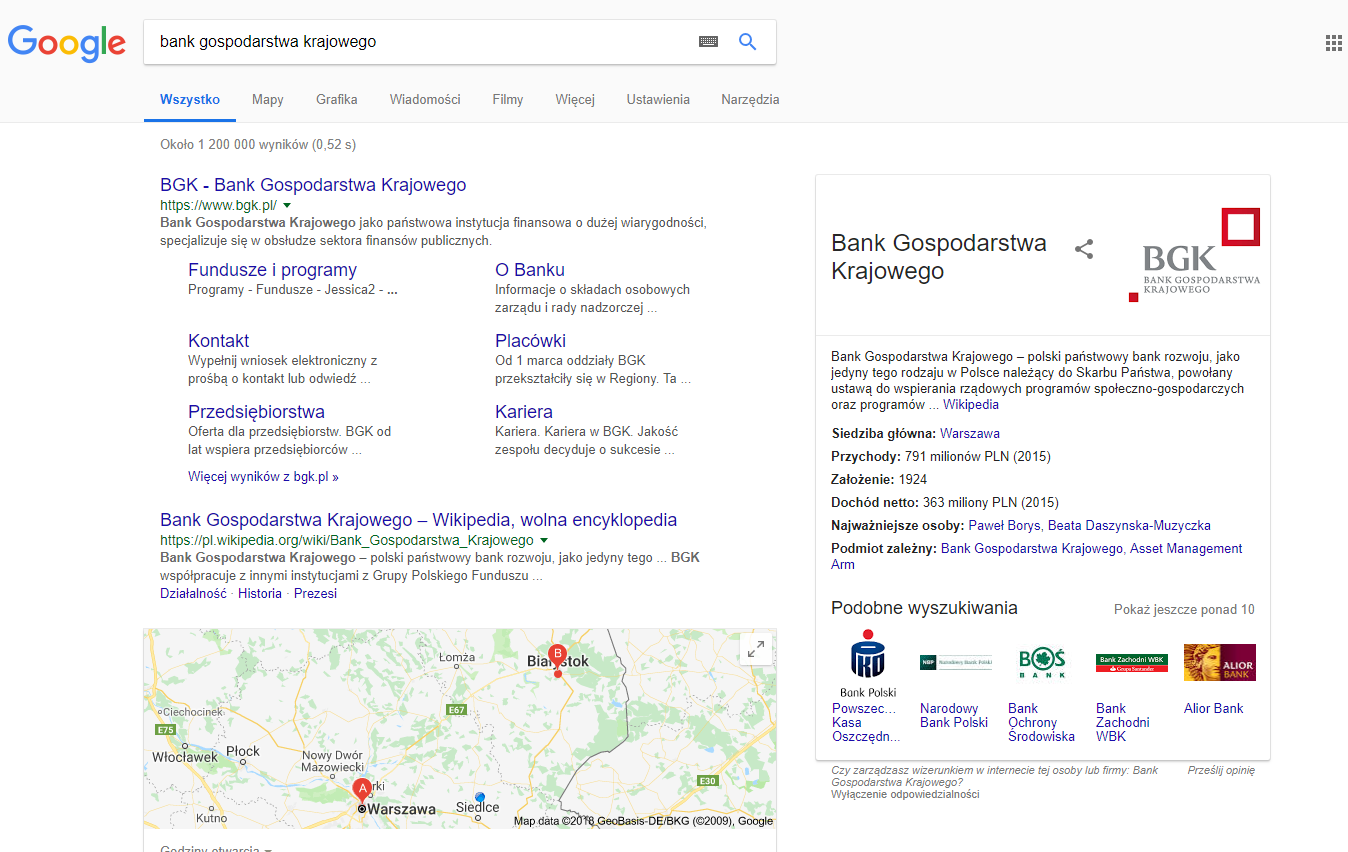 Google
bank gospodarstwa krajowego
Wszystko Mapy Grafika Wiadomości Filmy Więcej Ustawienia Narzędzia
Około 1 200 000 wyników (0,52 s)
BGK - Bank Gospodarstwa Krajowego
https://www.bgk.pl/
Bank Gospodarstwa Krajowego jako państwowa instytucja finansowa o dużej wiarygodności,
specjalizuje się w obsłudze sektora finansów publicznych.
Fundusze i programy
Programy - Fundusze - Jessica2 - ...
O Banku
Informacje o składach osobowych
zarządu i rady nadzorczej ...
Kontakt
Wypełnij wniosek elektroniczny z
prośbą o kontakt lub odwiedź ...
Placówki
Od 1 marca oddziały BGK
przekształciły się w Regiony. Ta ...
Przedsiębiorstwa
Oferta dla przedsiębiorstw. BGK od
lat wspiera przedsiębiorców ...
Kariera
Kariera. Kariera w BGK. Jakość
zespołu decyduje o sukcesie ...
Więcej wyników z bgk.pl »
Bank Gospodarstwa Krajowego – Wikipedia, wolna encyklopedia
https://pl.wikipedia.org/wiki/Bank_Gospodarstwa_Krajowego
Bank Gospodarstwa Krajowego – polski państwowy bank rozwoju, jako jedyny tego ... BGK
współpracuje z innymi instytucjami z Grupy Polskiego Funduszu ...
Działalność · Historia · Prezesi
Łomża
B
Białystok
Ciechocinek
E67
E75
Włocławek
Płock
Nowy Dwór
Mazowiecki
E30
A
rki
Warszawa
Siedlce
Kutno
Map data ©2018 GeoBasis-DE/BKG (©2009), Google
Godziny otwarcia
Bank Gospodarstwa
Krajowego
BGK
BANK GOSPODARSTWA
KRAJOWEGO
Bank Gospodarstwa Krajowego – polski państwowy bank rozwoju, jako
jedyny tego rodzaju w Polsce należący do Skarbu Państwa, powołany
ustawą do wspierania rządowych programów społeczno-gospodarczych
oraz programów ... Wikipedia
Siedziba główna: Warszawa
Przychody: 791 milionów PLN (2015)
Założenie: 1924
Dochód netto: 363 miliony PLN (2015)
Najważniejsze osoby: Paweł Borys, Beata Daszynska-Muzyczka
Podmiot zależny: Bank Gospodarstwa Krajowego, Asset Management
Arm
Podobne wyszukiwania
Pokaż jeszcze ponad 10
PKO
Bank Polski
Powszec...
Kasa
Oszczędn...
NBP Narodowy Bank Polski
Narodowy
Bank Polski
BOŚ
BANK
Bank
Ochrony
Środowiska
Bank Zachodni WBK
Grupa Santander
Bank
Zachodni
WBK
ALIOR
BANK
Alior Bank
Czy zarządzasz wizerunkiem w internecie tej osoby lub firmy: Bank
Gospodarstwa Krajowego?
Prześlij opinię
Wyłączenie odpowiedzialności